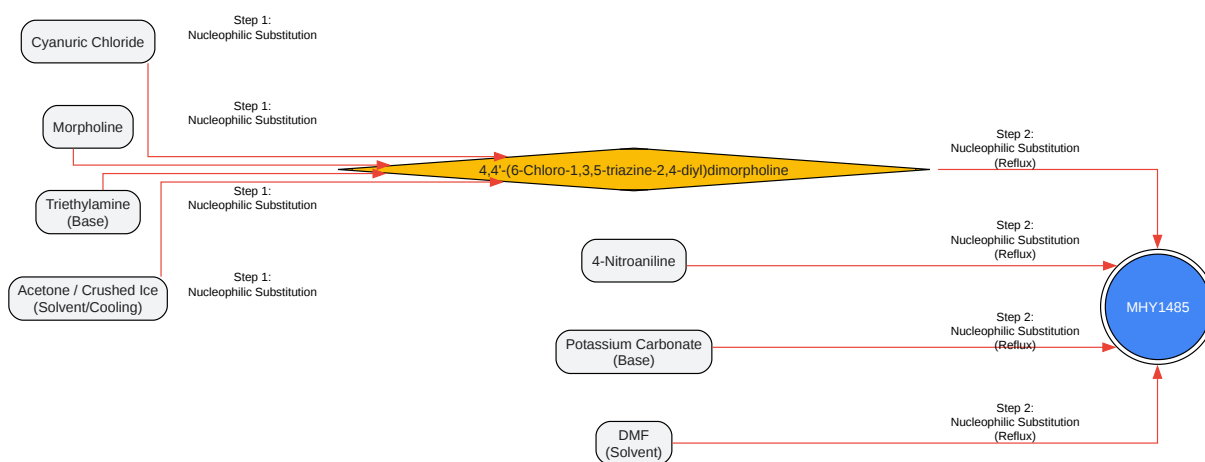 Step 1:
Nucleophilic Substitution
Cyanuric Chloride
Step 1:
Nucleophilic Substitution
Morpholine
Step 2:
Nucleophilic Substitution
(Reflux)
4,4'-(6-Chloro-1,3,5-triazine-2,4-diyl)dimorpholine
Step 1:
Nucleophilic Substitution
Triethylamine
(Base)
Step 2:
Nucleophilic Substitution
(Reflux)
4-Nitroaniline
Step 1:
Nucleophilic Substitution
Acetone / Crushed Ice
(Solvent/Cooling)
MHY1485
Step 2:
Nucleophilic Substitution
(Reflux)
Potassium Carbonate
(Base)
Step 2:
Nucleophilic Substitution
(Reflux)
DMF
(Solvent)